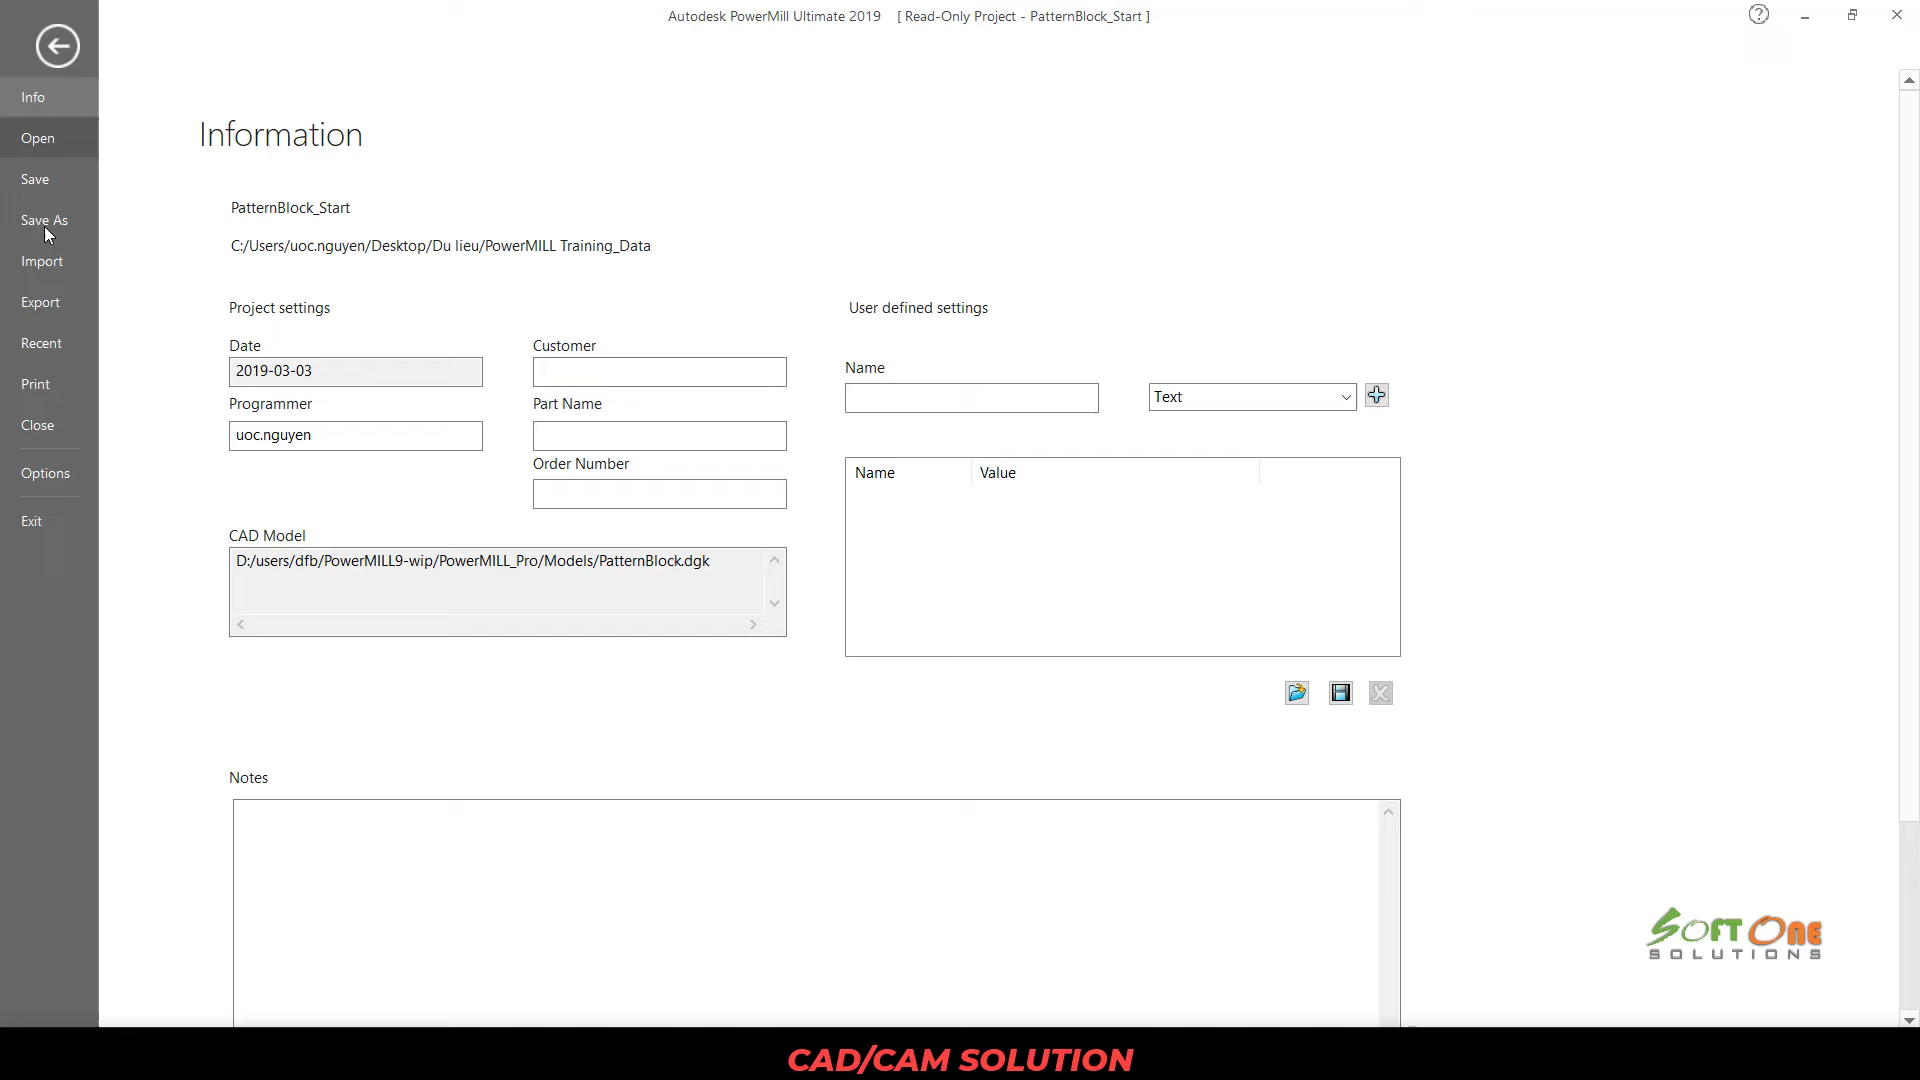 Autodesk PowerMill Ultimate 2019 [ Read-Only Project - PatternBlock_Start ]
Info
Open
Save
Save As
Import
Export
Recent
Print
Close
Options
Exit
Information
PatternBlock_Start
C:/Users/uoc.nguyen/Desktop/Du lieu/PowerMILL Training_Data
Project settings
Date
2019-03-03
Programmer
uoc.nguyen
Customer
Part Name
Order Number
CAD Model
D:/users/dfb/PowerMILL9-wip/PowerMILL_Pro/Models/PatternBlock.dgk
User defined settings
Name
Text
Name Value
Notes
SOFT ONE
SOLUTIONS
CAD/CAM SOLUTION